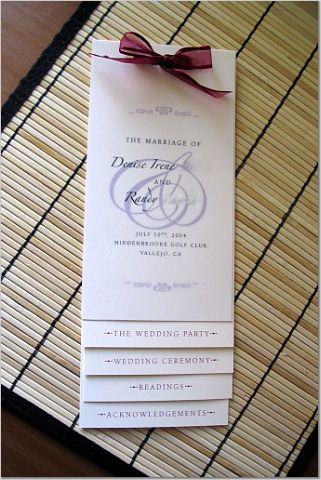 THE MARRIAGE OF
Denise Irene
AND
Randy
JULY 10TH, 2004
HIDDENBROOKE GOLF CLUB
VALLEJO, CA
THE WEDDING PARTY
WEDDING CEREMONY
READINGS
ACKNOWLEDGEMENTS